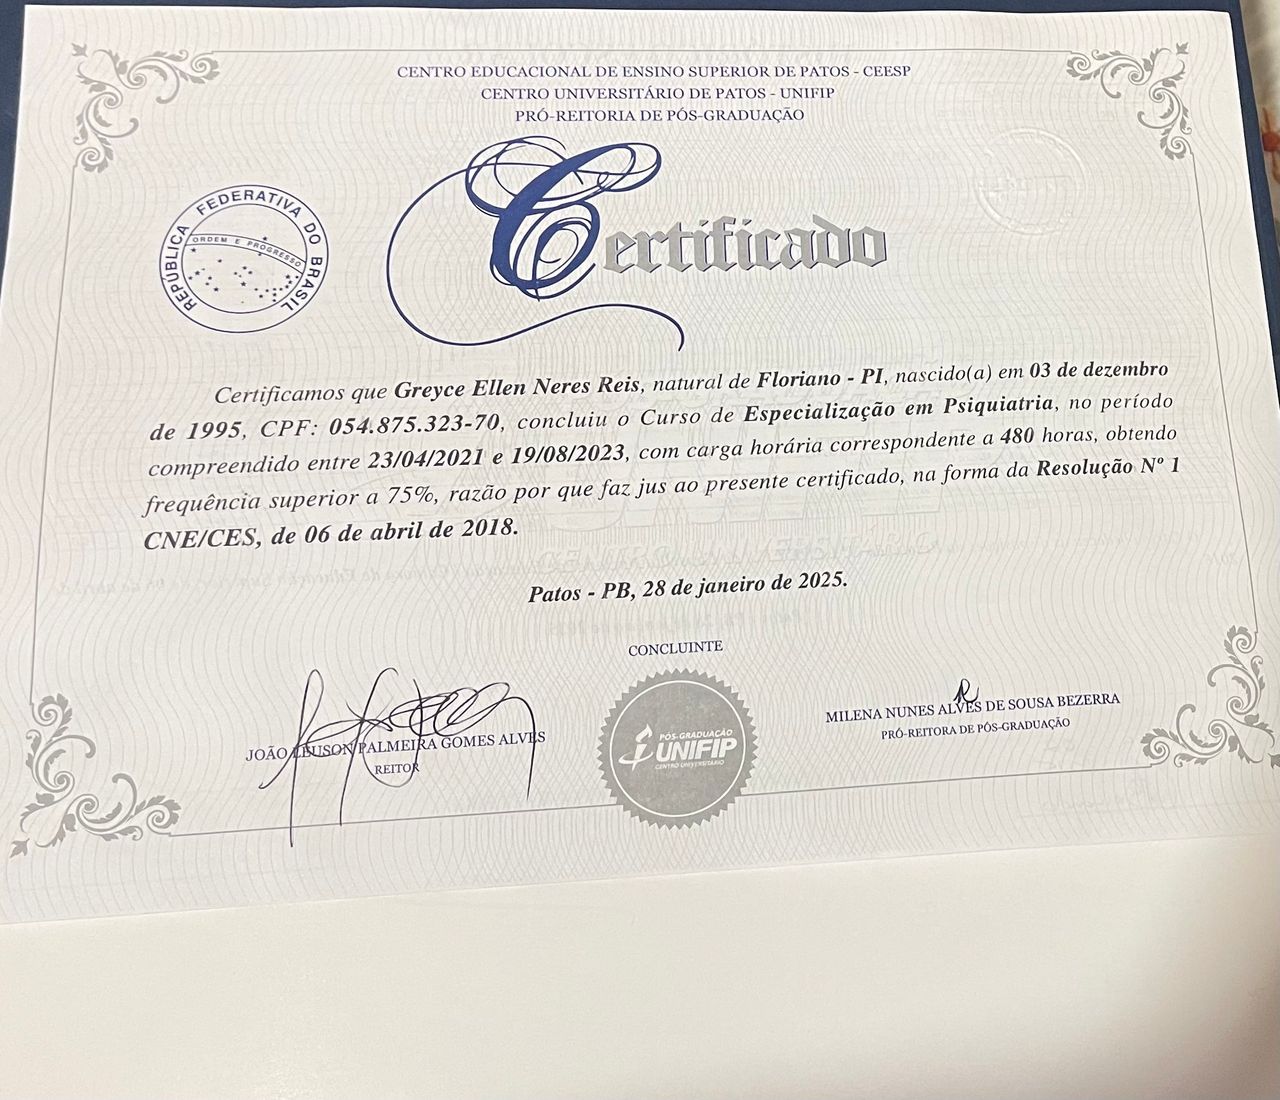 CENTRO EDUCACIONAL DE ENSINO SUPERIOR DE PATOS - CEESP
CENTRO UNIVERSITÁRIO DE PATOS - UNIFIP
PRÓ-REITORIA DE PÓS-GRADUAÇÃO
Certificado
REPÚBLICA FEDERATIVA DO BRASIL
ORDEM E PROGRESSO
Certificamos que Greyce Ellen Neres Reis, natural de Floriano - PI, nascido(a) em 03 de dezembro
de 1995, CPF: 054.875.323-70, concluiu o Curso de Especialização em Psiquiatria, no período
compreendido entre 23/04/2021 e 19/08/2023, com carga horária correspondente a 480 horas, obtendo
frequência superior a 75%, razão por que faz jus ao presente certificado, na forma da Resolução Nº 1
CNE/CES, de 06 de abril de 2018.
Patos - PB, 28 de janeiro de 2025.
CONCLUINTE
JOÃO LEUSON PALMEIRA GOMES ALVES
REITOR
PÓS-GRADUAÇÃO
UNIFIP
CENTRO UNIVERSITÁRIO
MILENA NUNES ALVES DE SOUSA BEZERRA
PRÓ-REITORA DE PÓS-GRADUAÇÃO